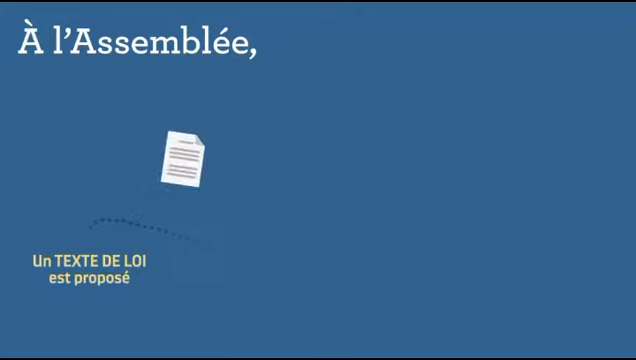 À l'Assemblée,
Un TEXTE DE LOI
est proposé